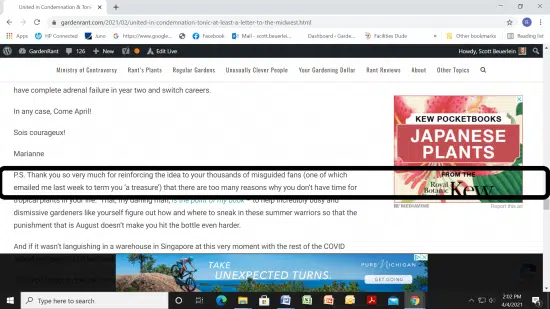 United in Condemnation & Tonic
gardenrant.com/2021/02/united-in-condemnation-tonic-at-least-a-letter-to-the-midwest.html
Apps HP Connected Juno https://www.google... Facebook Mail - scott.beuerlei... Dashboard ‹ Garde... Facilities Dude » Other bookmarks Reading list
GardenRant 126 + New Edit Live Howdy, Scott Beuerlein
Ministry of Controversy Rant's Plants Regular Gardens Unusually Clever People Your Gardening Dollar Rant Reviews About Other Topics
have complete adrenal failure in year two and switch careers.
In any case, Come April!
Sois courageux!
Marianne
P.S. Thank you so very much for reinforcing the idea to your thousands of misguided fans (one of which
emailed me last week to term you 'a treasure') that there are too many reasons why you don't have time for
tropical plants in your life. That, my darling man, is the point of my book – to help incredibly busy and
dismissive gardeners like yourself figure out how and where to sneak in these summer warriors so that the
punishment that is August doesn't make you hit the bottle even harder.
And if it wasn't languishing in a warehouse in Singapore at this very moment with the rest of the COVID
KEW POCKETBOOKS
JAPANESE
PLANTS
FROM THE
Royal
Botanic
Kew
MEDIAVINE
Report this ad
TAKE
UNEXPECTED TURNS.
PURE MICHIGAN
GET GOING
Type here to search
2:02 PM
4/4/2021